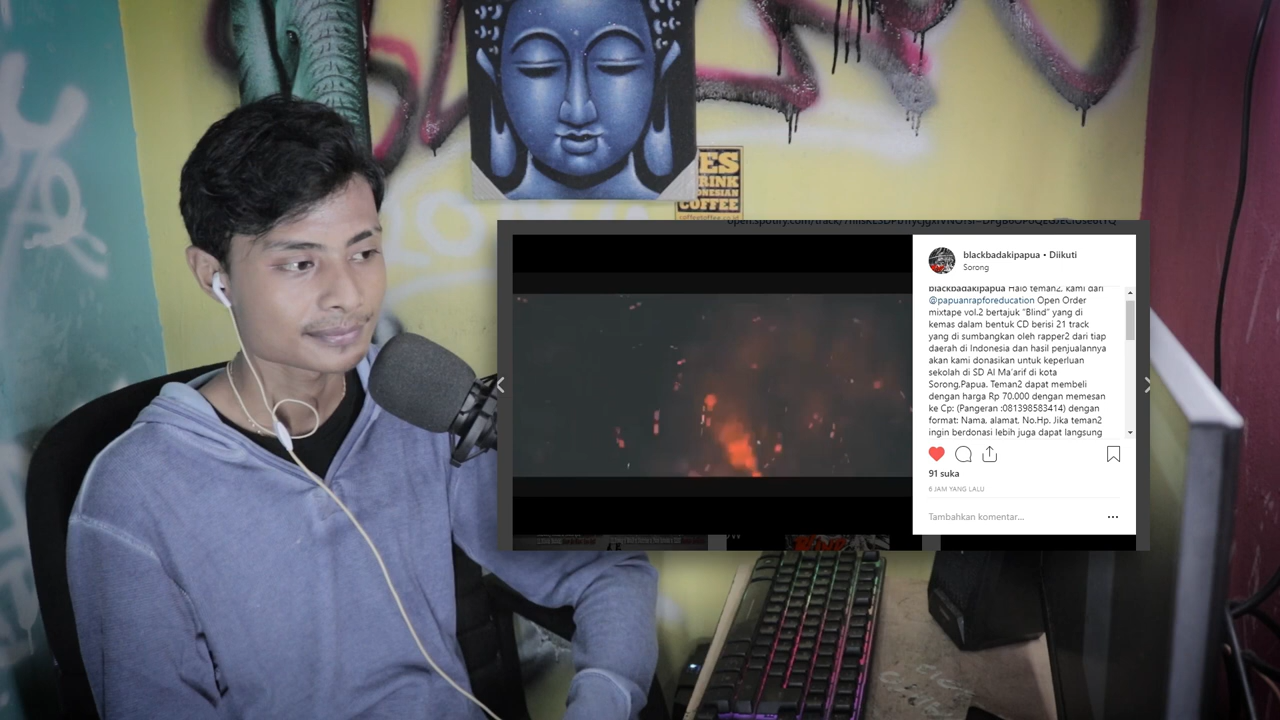 ES
RINK
ONESIAN
COFFEE
coffeetoffee.co.id
blackbadakipapua • Diikuti
Sorong
blackbadakipapua Halo teman2, kami dari
@papuanrapforeducation Open Order
mixtape vol.2 bertajuk "Blind" yang di
kemas dalam bentuk CD berisi 21 track
yang di sumbangkan oleh rapper2 dari tiap
daerah di Indonesia dan hasil penjualannya
akan kami donasikan untuk keperluan
sekolah di SD Al Ma'arif di kota
Sorong,Papua. Teman2 dapat membeli
dengan harga Rp 70.000 dengan memesan
ke Cp: (Pangeran :081398583414) dengan
format: Nama, alamat, No.Hp. Jika teman2
ingin berdonasi lebih juga dapat langsung
91 suka
6 JAM YANG LALU
Tambahkan komentar...